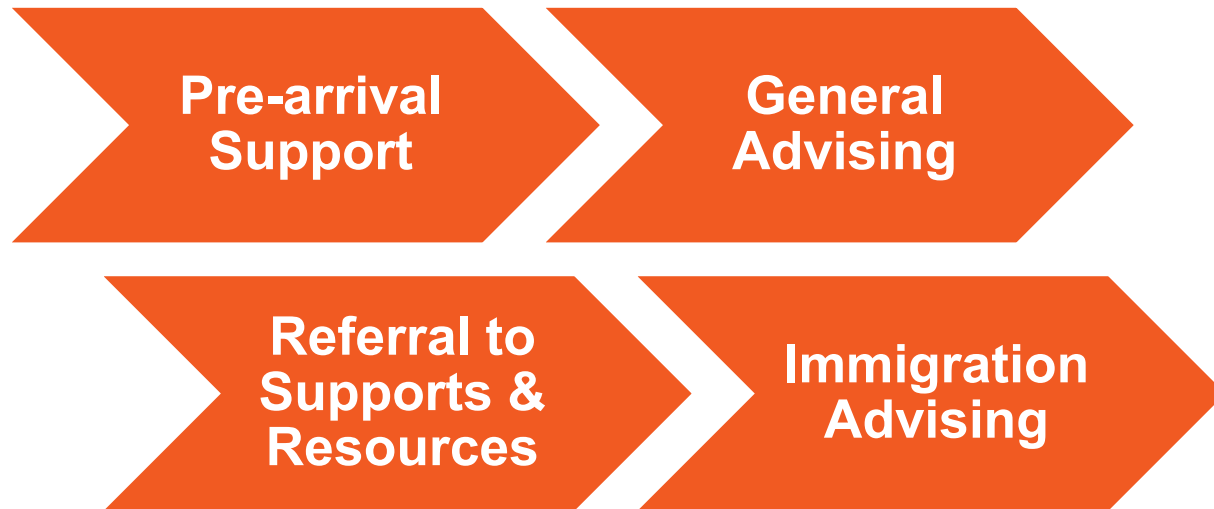 Pre-arrival
Support
General
Advising
Referral to
Supports &
Resources
Immigration
Advising